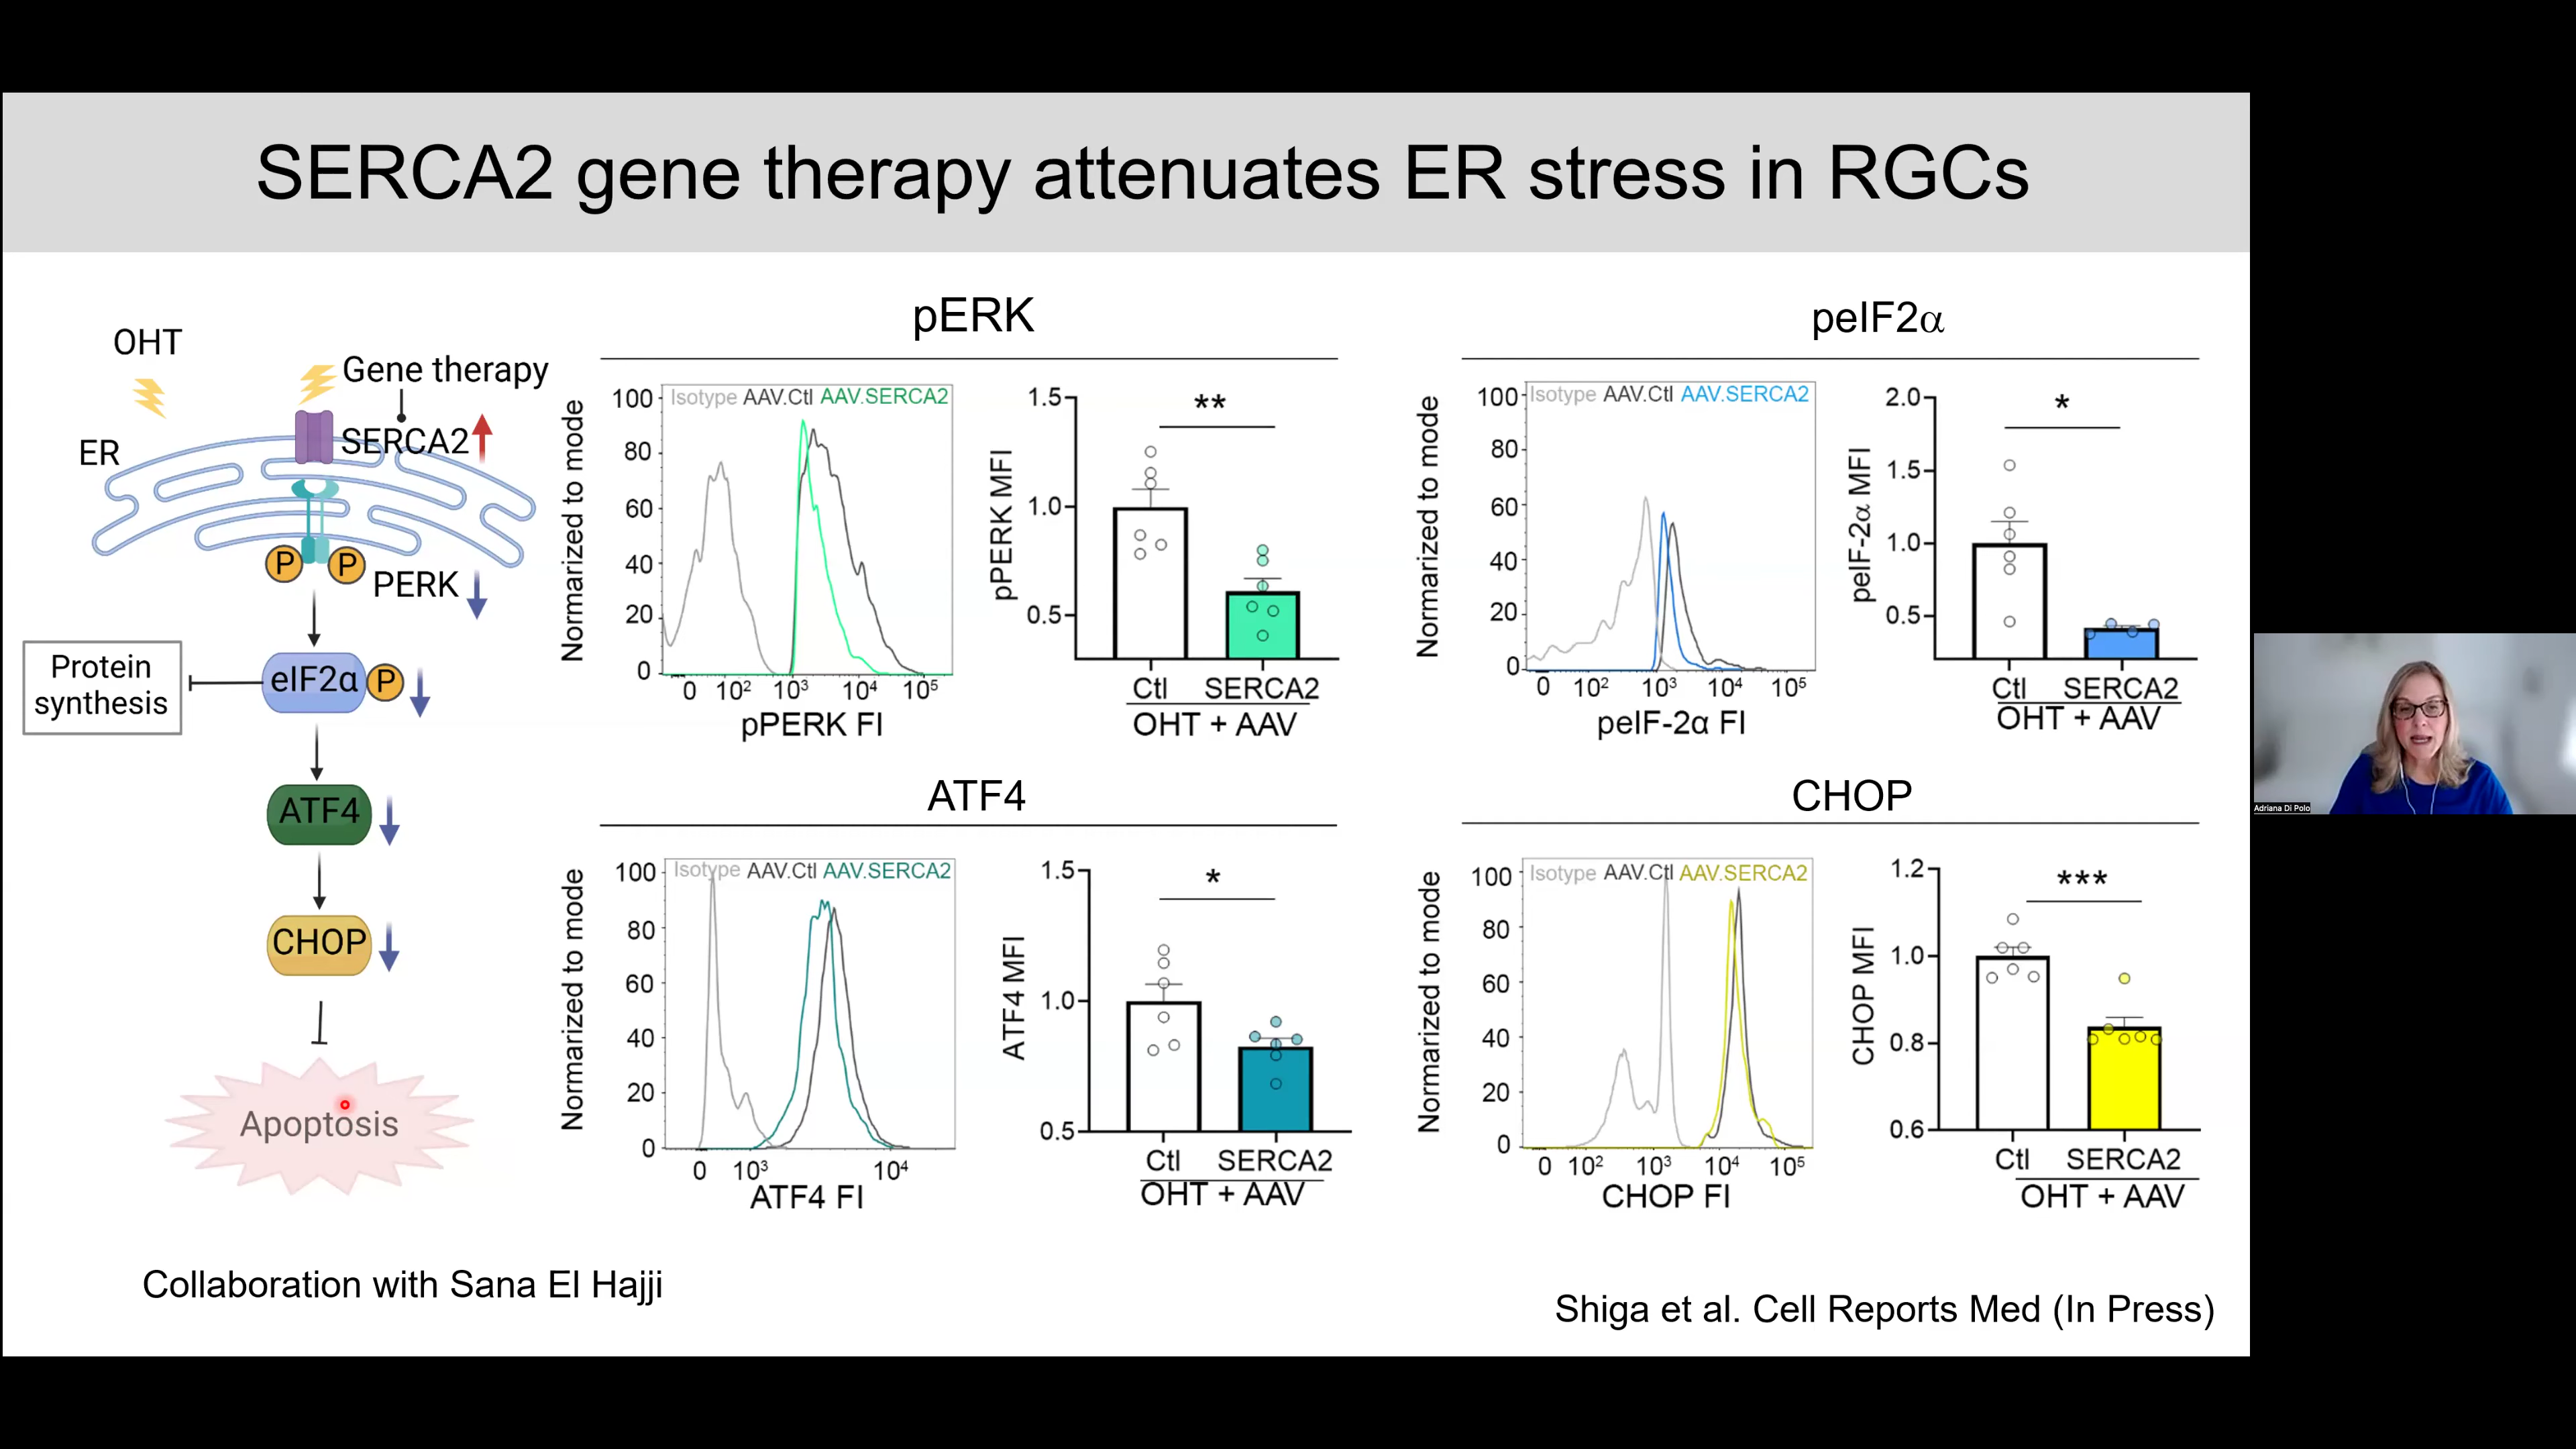 SERCA2 gene therapy attenuates ER stress in RGCs
OHT
Gene therapy
SERCA2
ER
P
P
PERK
Protein
synthesis
eIF2α
P
ATF4
CHOP
Apoptosis
pERK
Normarized to mode
100
80
60
40
20
0
Isotype AAV.Ctl AAV.SERCA2
0 10² 10³ 10⁴ 10⁵
pPERK FI
pPERK MFI
1.5
1.0
0.5
**
Ctl SERCA2
OHT + AAV
peIF2α
Normarized to mode
100
80
60
40
20
0
Isotype AAV.Ctl AAV.SERCA2
0 10² 10³ 10⁴ 10⁵
peIF-2α FI
peIF-2α MFI
2.0
1.5
1.0
0.5
*
Ctl SERCA2
OHT + AAV
ATF4
Normarized to mode
100
80
60
40
20
0
Isotype AAV.Ctl AAV.SERCA2
0 10³ 10⁴
ATF4 FI
ATF4 MFI
1.5
1.0
0.5
*
Ctl SERCA2
OHT + AAV
CHOP
Normarized to mode
100
80
60
40
20
0
Isotype AAV.Ctl AAV.SERCA2
0 10² 10³ 10⁴ 10⁵
CHOP FI
CHOP MFI
1.2
1.0
0.8
0.6
***
Ctl SERCA2
OHT + AAV
Collaboration with Sana El Hajji
Shiga et al. Cell Reports Med (In Press)
Adriana Di Polo